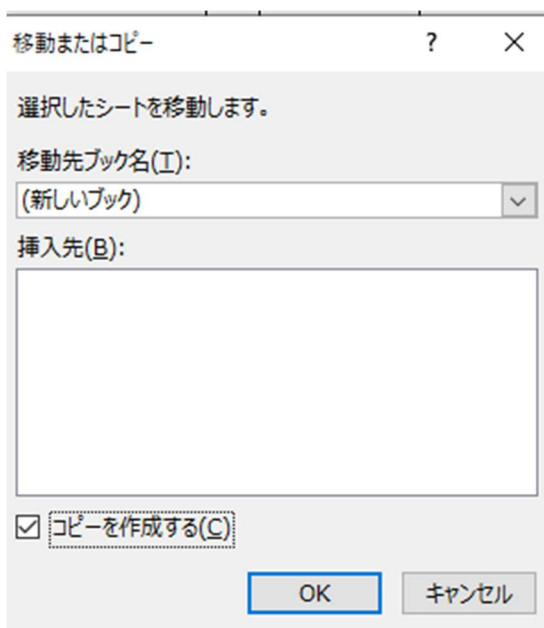 移動またはコピー ? ×
選択したシートを移動します。
移動先ブック名(T):
(新しいブック)
挿入先(B):
コピーを作成する(C)
OK キャンセル